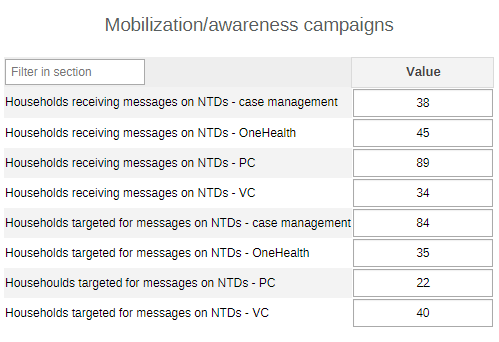 Mobilization/awareness campaigns
Filter in section Value
Households receiving messages on NTDs - case management 38
Households receiving messages on NTDs - OneHealth 45
Households receiving messages on NTDs - PC 89
Households receiving messages on NTDs - VC 34
Households targeted for messages on NTDs - case management 84
Households targeted for messages on NTDs - OneHealth 35
Househoulds targeted for messages on NTDs - PC 22
Households targeted for messages on NTDs - VC 40